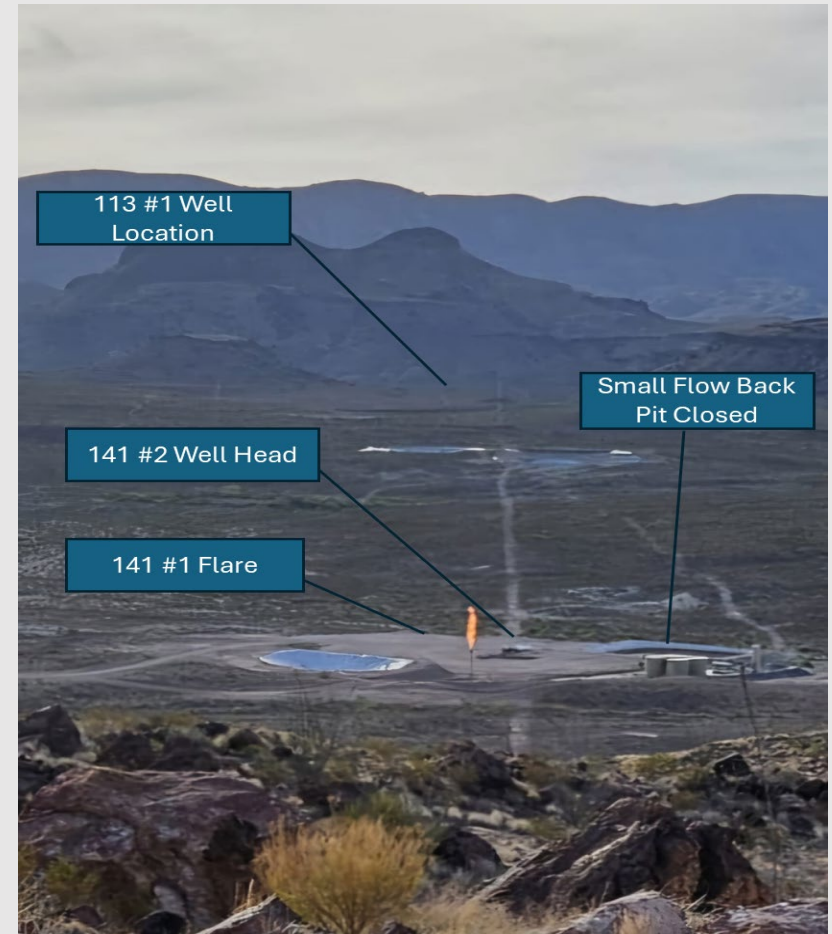 113 #1 Well
Location
Small Flow Back
Pit Closed
141 #2 Well Head
141 #1 Flare